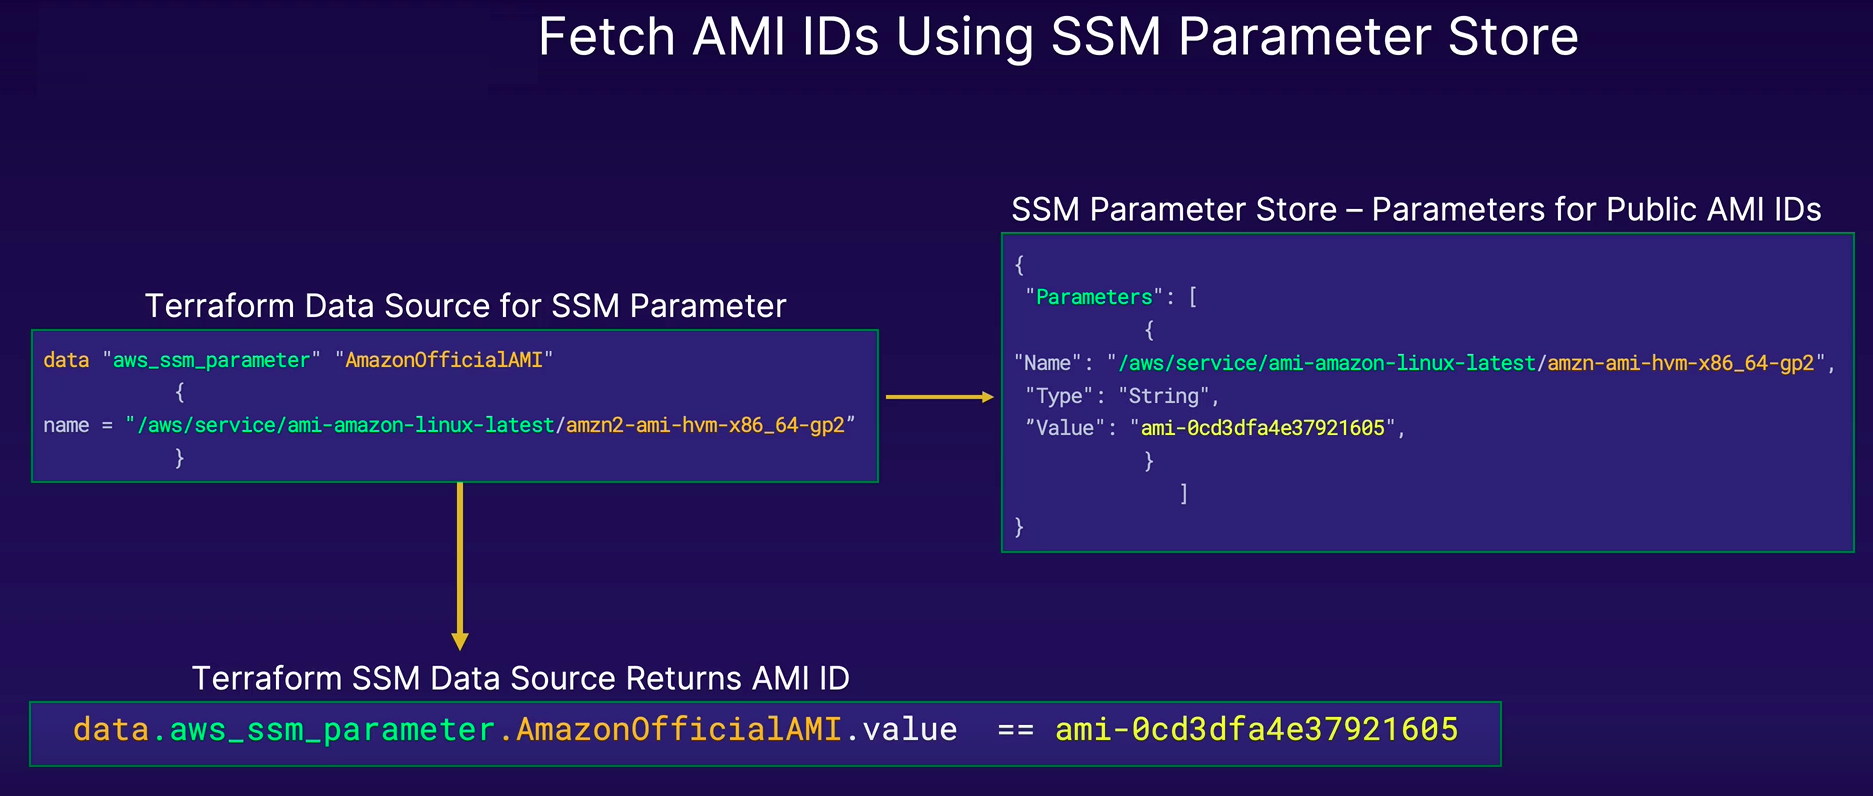 Fetch AMI IDs Using SSM Parameter Store
SSM Parameter Store – Parameters for Public AMI IDs
{
"Parameters": [
{
"Name": "/aws/service/ami-amazon-linux-latest/amzn-ami-hvm-x86_64-gp2",
"Type": "String",
”Value": "ami-0cd3dfa4e37921605",
}
]
}
Terraform Data Source for SSM Parameter
data "aws_ssm_parameter" "AmazonOfficialAMI"
{
name = "/aws/service/ami-amazon-linux-latest/amzn2-ami-hvm-x86_64-gp2”
}
Terraform SSM Data Source Returns AMI ID
data.aws_ssm_parameter.AmazonOfficialAMI.value == ami-0cd3dfa4e37921605